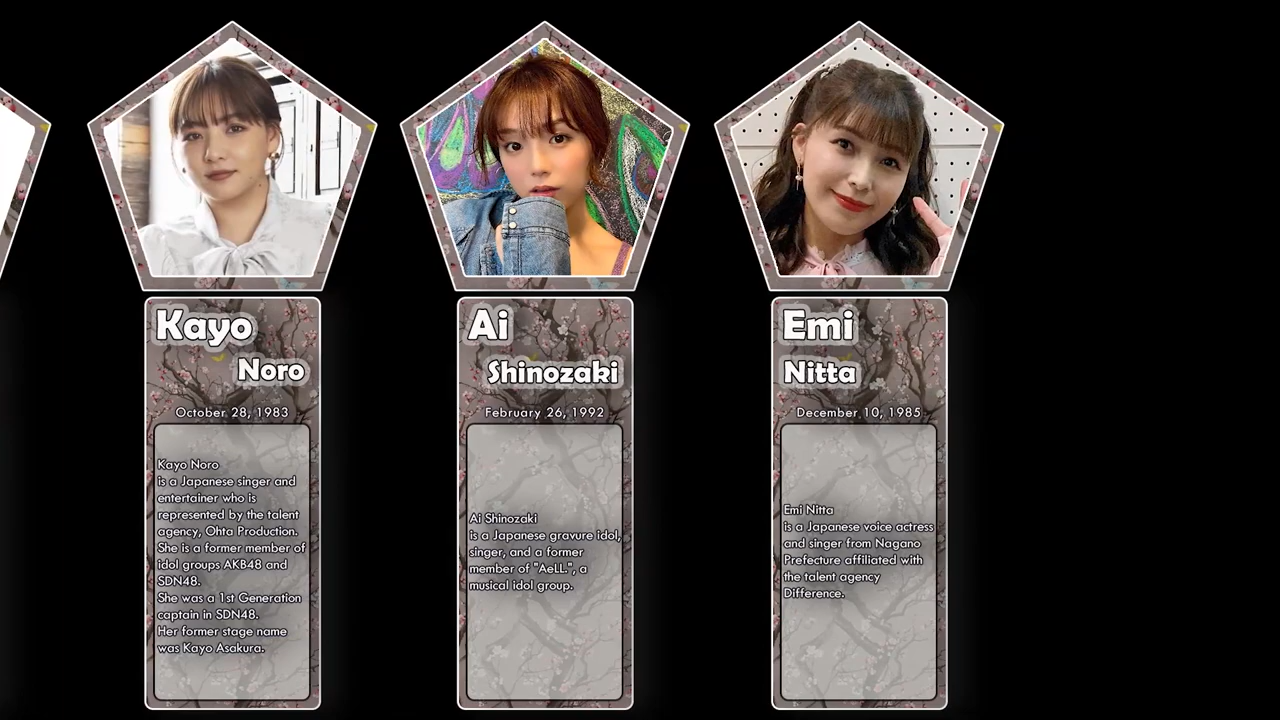 Kayo
Noro
October 28, 1983
Kayo Noro
is a Japanese singer and
entertainer who is
represented by the talent
agency, Ohta Production.
She is a former member of
idol groups AKB48 and
SDN48.
She was a 1st Generation
captain in SDN48.
Her former stage name
was Kayo Asakura.
Ai
Shinozaki
February 26, 1992
Ai Shinozaki
is a Japanese gravure idol,
singer, and a former
member of "AeLL.", a
musical idol group.
Emi
Nitta
December 10, 1985
Emi Nitta
is a Japanese voice actress
and singer from Nagano
Prefecture affiliated with
the talent agency
Difference.